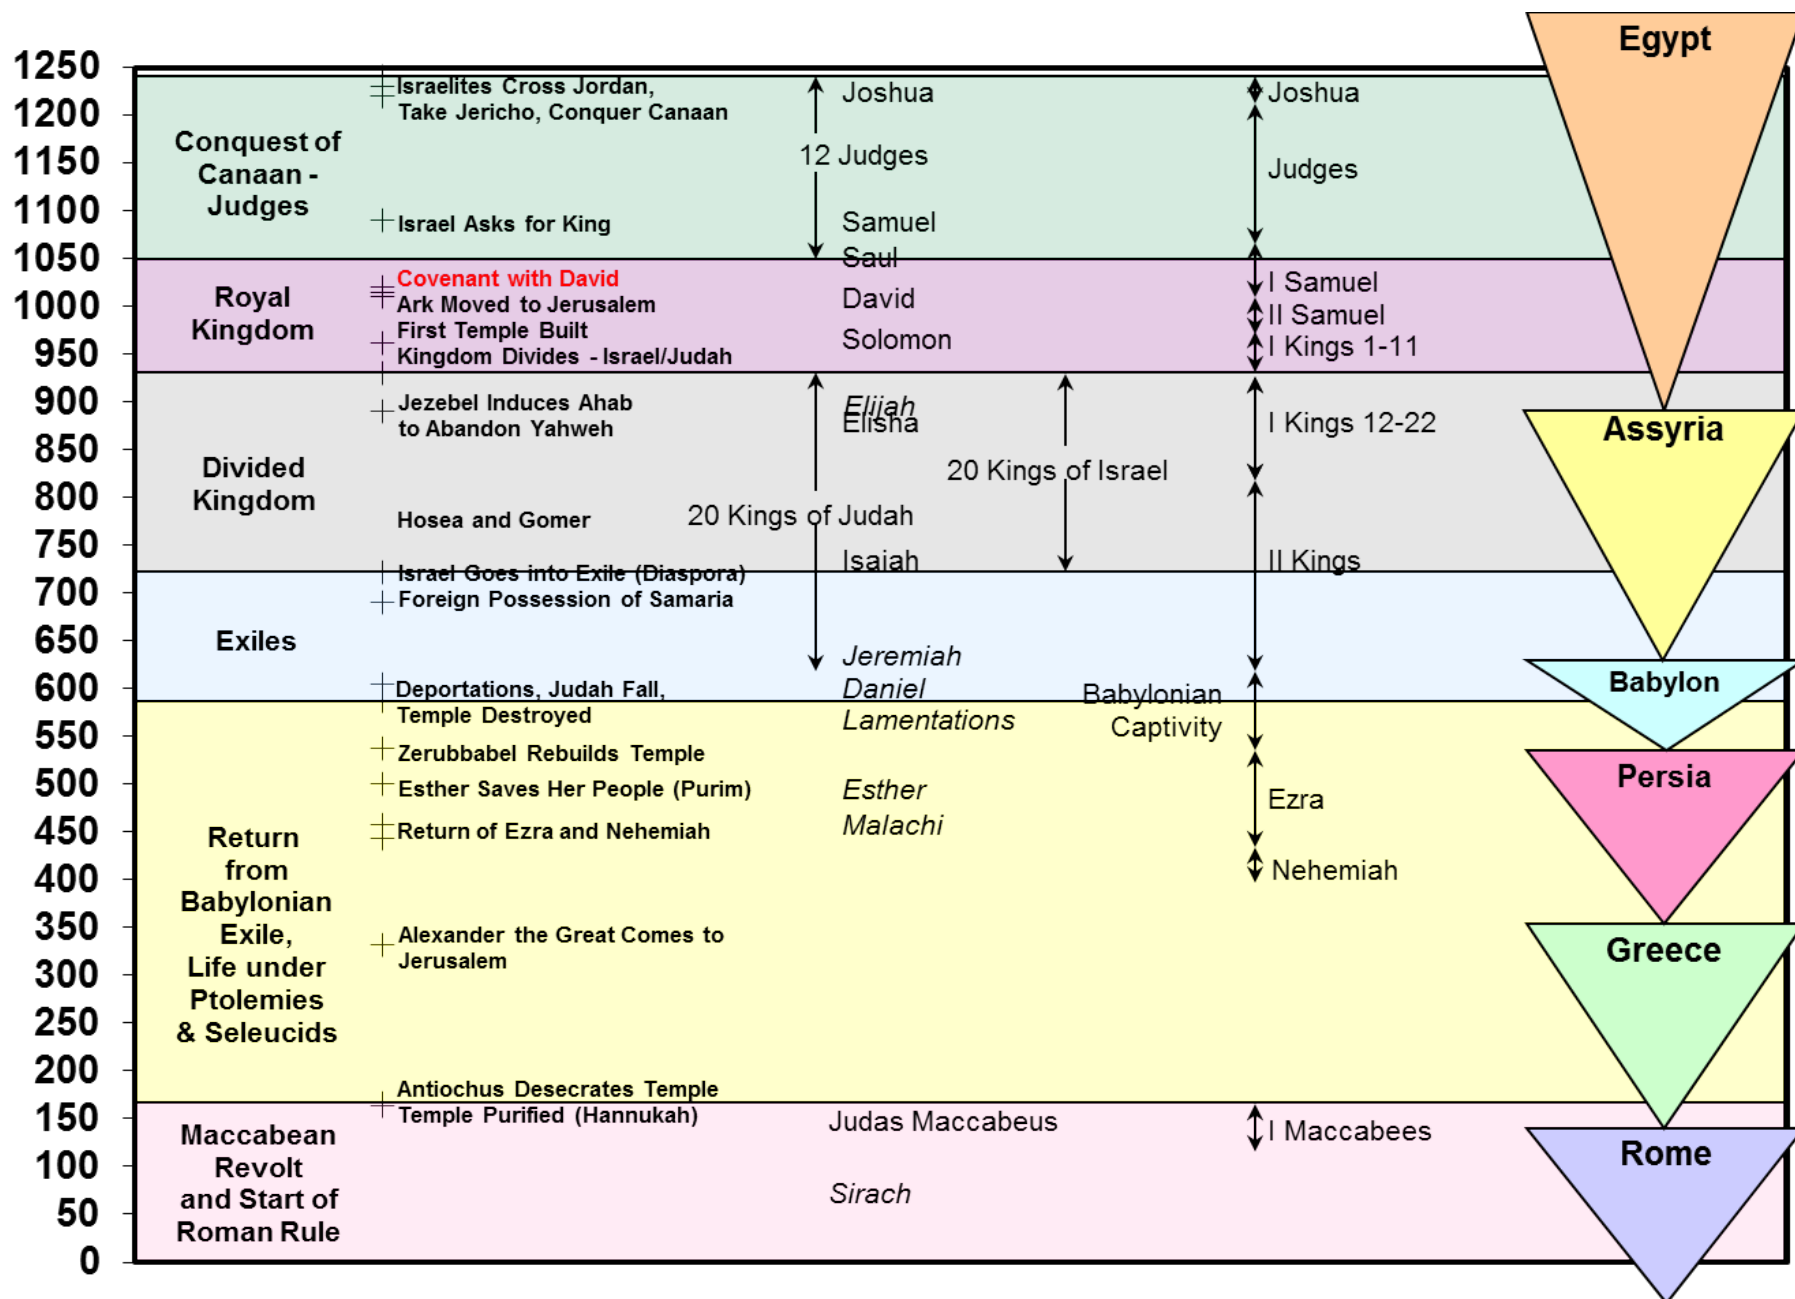 1250
1200
1150
1100
1050
1000
950
900
850
800
750
700
650
600
550
500
450
400
350
300
250
200
150
100
50
0
Conquest of
Canaan -
Judges
Royal
Kingdom
Divided
Kingdom
Exiles
Return
from
Babylonian
Exile,
Life under
Ptolemies
& Seleucids
Maccabean
Revolt
and Start of
Roman Rule
Israelites Cross Jordan,
Take Jericho, Conquer Canaan
Israel Asks for King
Covenant with David
Ark Moved to Jerusalem
First Temple Built
Kingdom Divides - Israel/Judah
Jezebel Induces Ahab
to Abandon Yahweh
Hosea and Gomer
Israel Goes into Exile (Diaspora)
Foreign Possession of Samaria
Deportations, Judah Fall,
Temple Destroyed
Zerubbabel Rebuilds Temple
Esther Saves Her People (Purim)
Return of Ezra and Nehemiah
Alexander the Great Comes to
Jerusalem
Antiochus Desecrates Temple
Temple Purified (Hannukah)
Joshua
12 Judges
Samuel
Saul
David
Solomon
Elijah
Elisha
20 Kings of Israel
20 Kings of Judah
Isaiah
Jeremiah
Daniel
Lamentations
Esther
Malachi
Judas Maccabeus
Sirach
Joshua
Judges
I Samuel
II Samuel
I Kings 1-11
I Kings 12-22
II Kings
Babylonian
Captivity
Ezra
Nehemiah
I Maccabees
Egypt
Assyria
Babylon
Persia
Greece
Rome